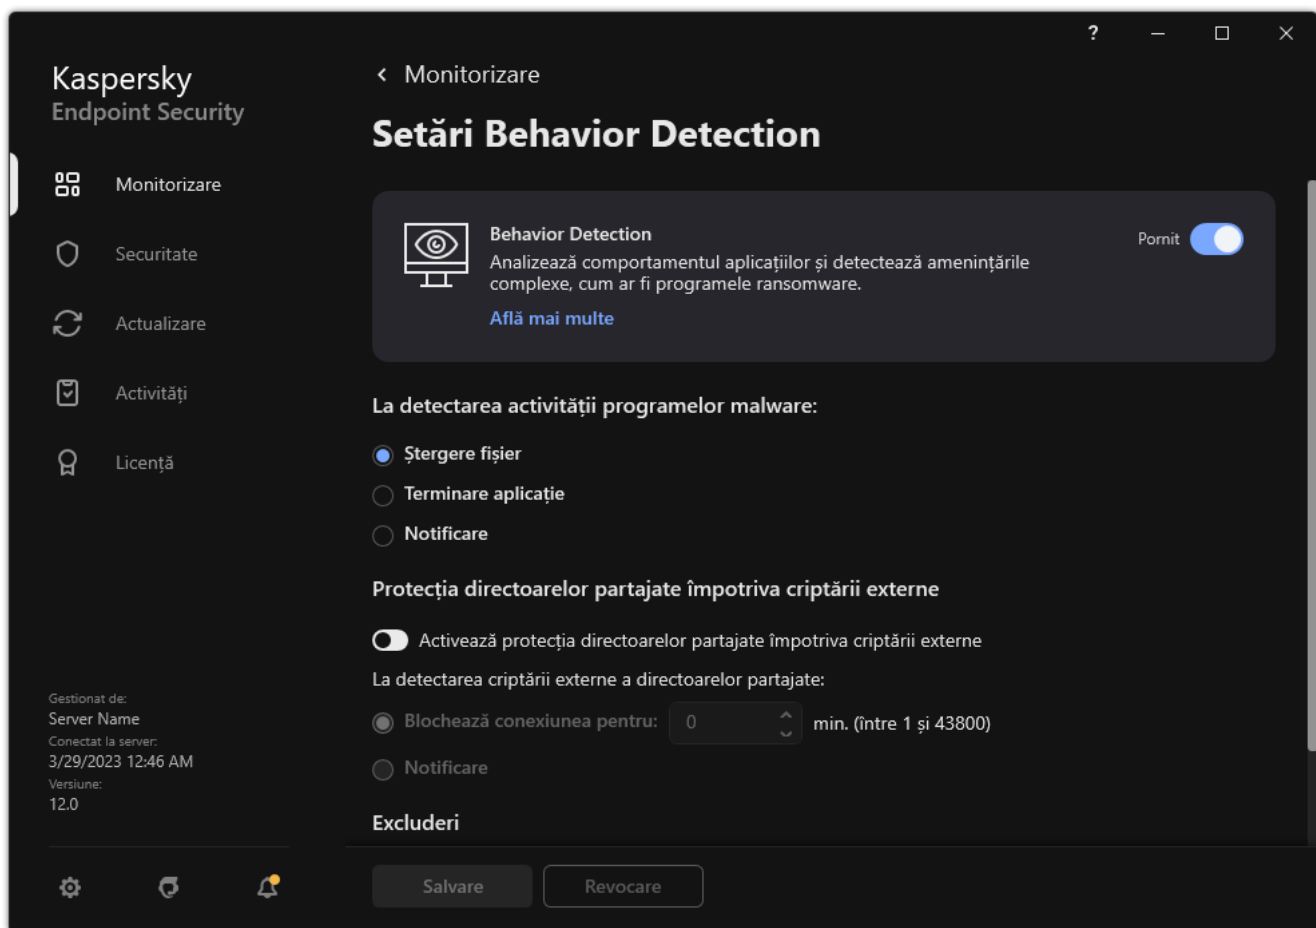 ?
Kaspersky
Endpoint Security
Monitorizare
Securitate
Actualizare
Activități
Licență
Gestionat de:
Server Name
Conectat la server:
3/29/2023 12:46 AM
Versiune:
12.0
Monitorizare
Setări Behavior Detection
Behavior Detection
Pornit
Analizează comportamentul aplicațiilor și detectează amenințările
complexe, cum ar fi programele ransomware.
Află mai multe
La detectarea activității programelor malware:
Ștergere fișier
Terminare aplicație
Notificare
Protecția directoarelor partajate împotriva criptării externe
Activează protecția directoarelor partajate împotriva criptării externe
La detectarea criptării externe a directoarelor partajate:
Blochează conexiunea pentru: 0 min. (între 1 și 43800)
Notificare
Excluderi
Salvare Revocare